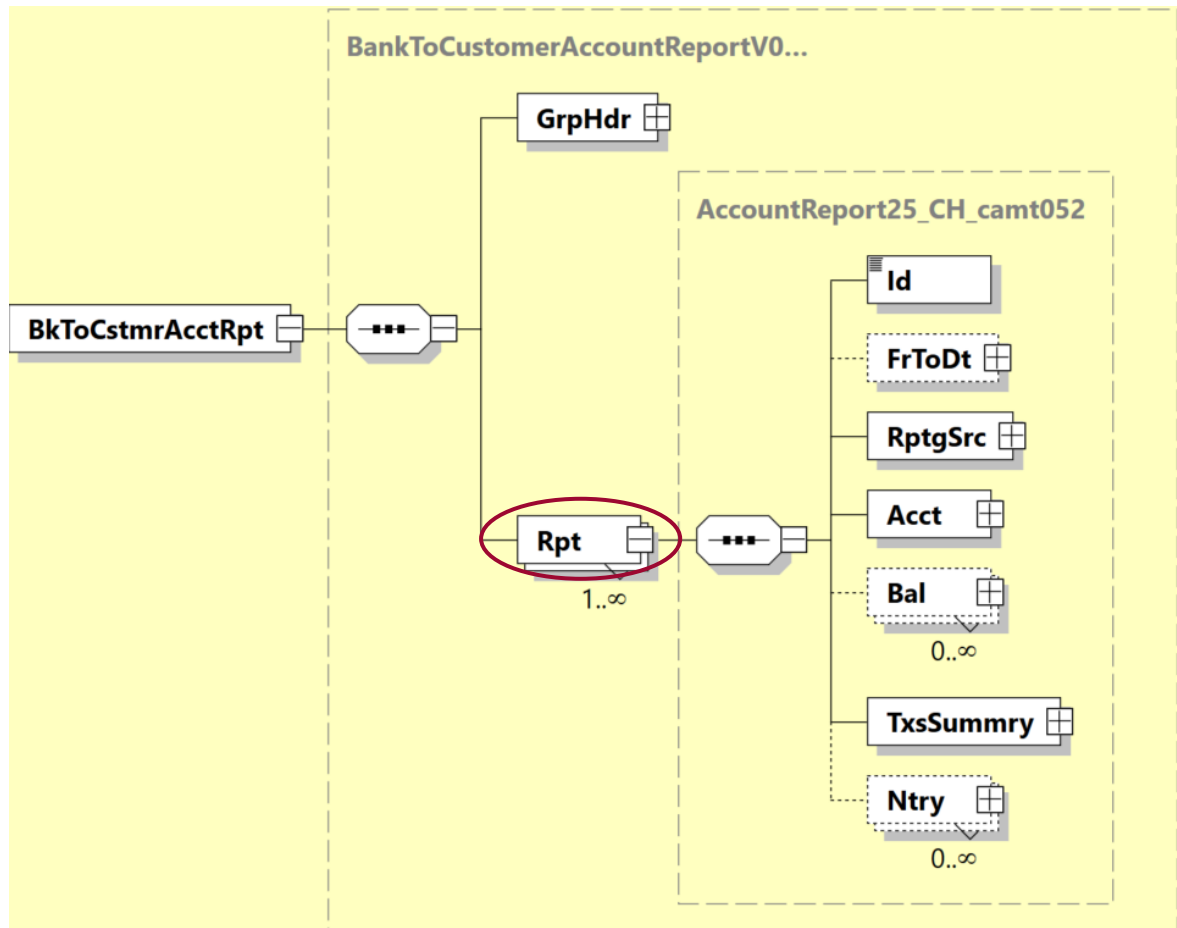 BankToCustomerAccountReportV0...
GrpHdr
AccountReport25_CH_camt052
Id
BkToCstmrAcctRpt
FrToDt
RptgSrc
Acct
Rpt
1..∞
Bal
0..∞
TxsSummry
Ntry
0..∞